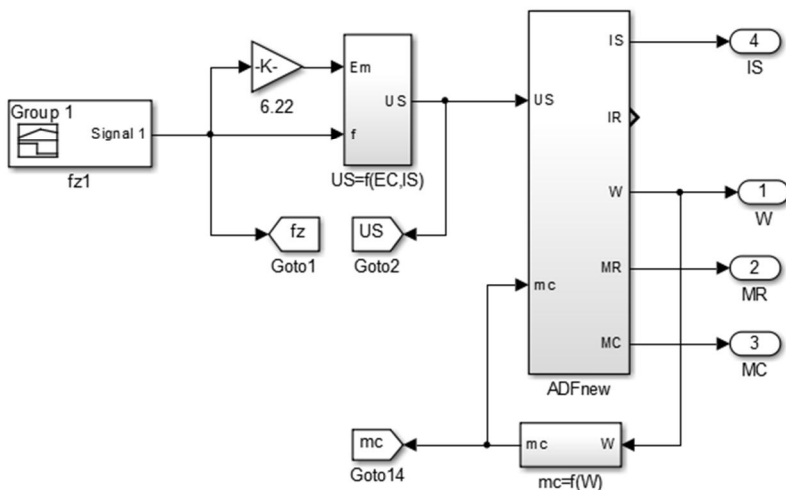 Group 1
Signal 1
fz1
-K-
6.22
Em
f
US
US=f(EC,IS)
fz
Goto1
US
Goto2
US
mc
IS
IR
W
MR
MC
ADFnew
4
IS
1
W
2
MR
3
MC
mc
Goto14
mc
W
mc=f(W)